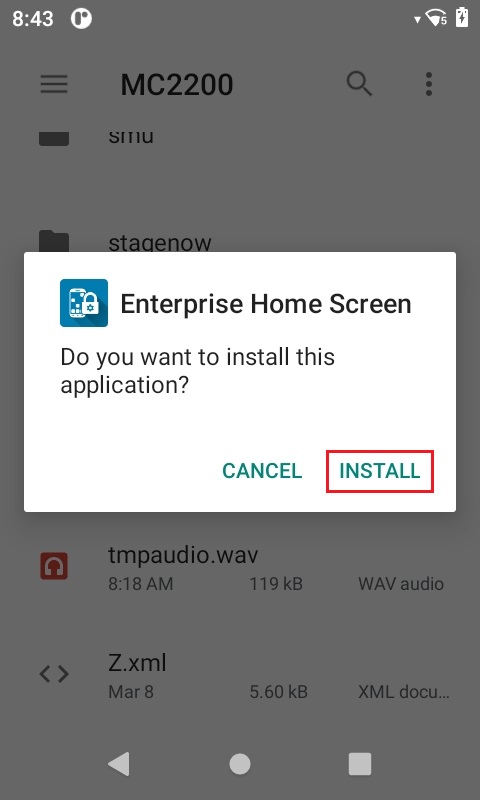 8:43
5
MC2200
smu
stagenow
Enterprise Home Screen
Do you want to install this
application?
CANCEL INSTALL
tmpaudio.wav
8:18 AM 119 kB WAV audio
Z.xml
Mar 8 5.60 kB XML docu…